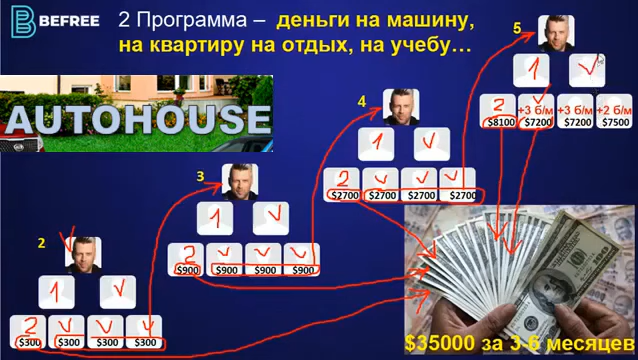 BEFREE
2 Программа – деньги на машину,
на квартиру на отдых, на учебу…
AUTOHOUSE
5
1 v
2 +3 б/м +3 б/м +2 б/м
$8100 $7200 $7200 $7500
4
1 v
2 v v v
$2700 $2700 $2700 $2700
3
1 v
2 v v v
$900 $900 $900 $900
2
1 v
2 v v v
$300 $300 $300 $300
100
$35000 за 3-6 месяцев